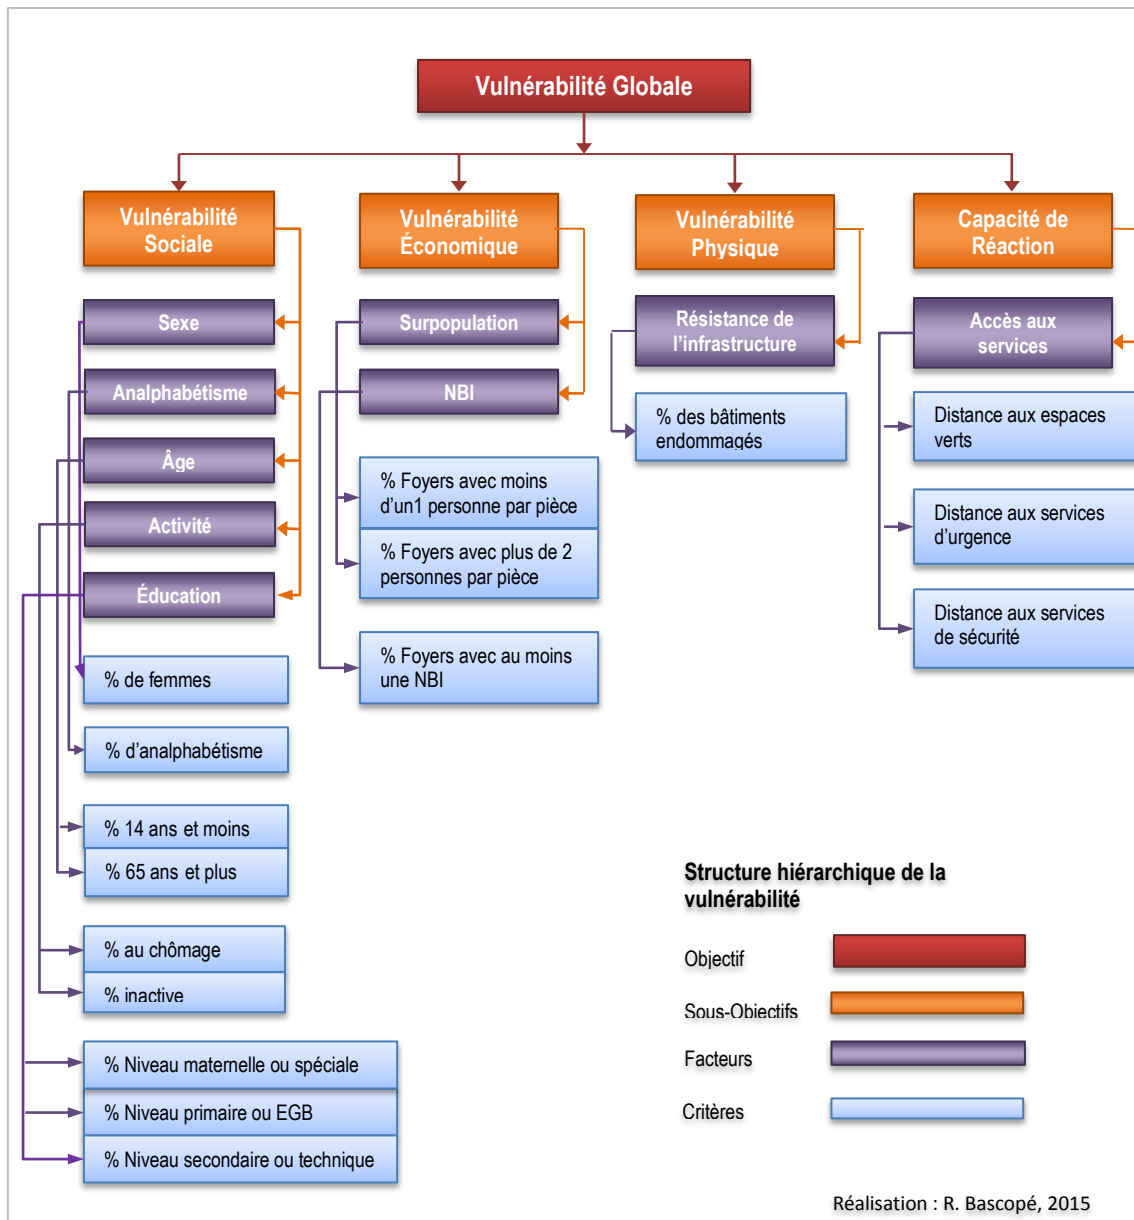 Vulnérabilité Globale
Vulnérabilité
Sociale
Vulnérabilité
Économique
Vulnérabilité
Physique
Capacité de
Réaction
Sexe
Analphabétisme
Âge
Activité
Éducation
Surpopulation
NBI
Résistance de
l’infrastructure
Accès aux
services
% de femmes
% d’analphabétisme
% 14 ans et moins
% 65 ans et plus
% au chômage
% inactive
% Niveau maternelle ou spéciale
% Niveau primaire ou EGB
% Niveau secondaire ou technique
% Foyers avec moins
d’un1 personne par pièce
% Foyers avec plus de 2
personnes par pièce
% Foyers avec au moins
une NBI
% des bâtiments
endommagés
Distance aux espaces
verts
Distance aux services
d’urgence
Distance aux services
de sécurité
Structure hiérarchique de la
vulnérabilité
Objectif
Sous-Objectifs
Facteurs
Critères
Réalisation : R. Bascopé, 2015